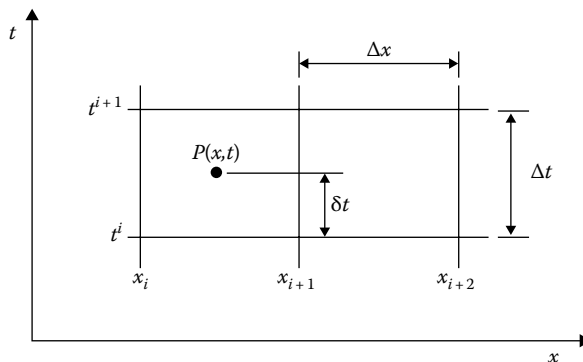 t
Δx
t^{i+1}
P(x,t)
Δt
δt
t^i
x_i
x_{i+1}
x_{i+2}
x